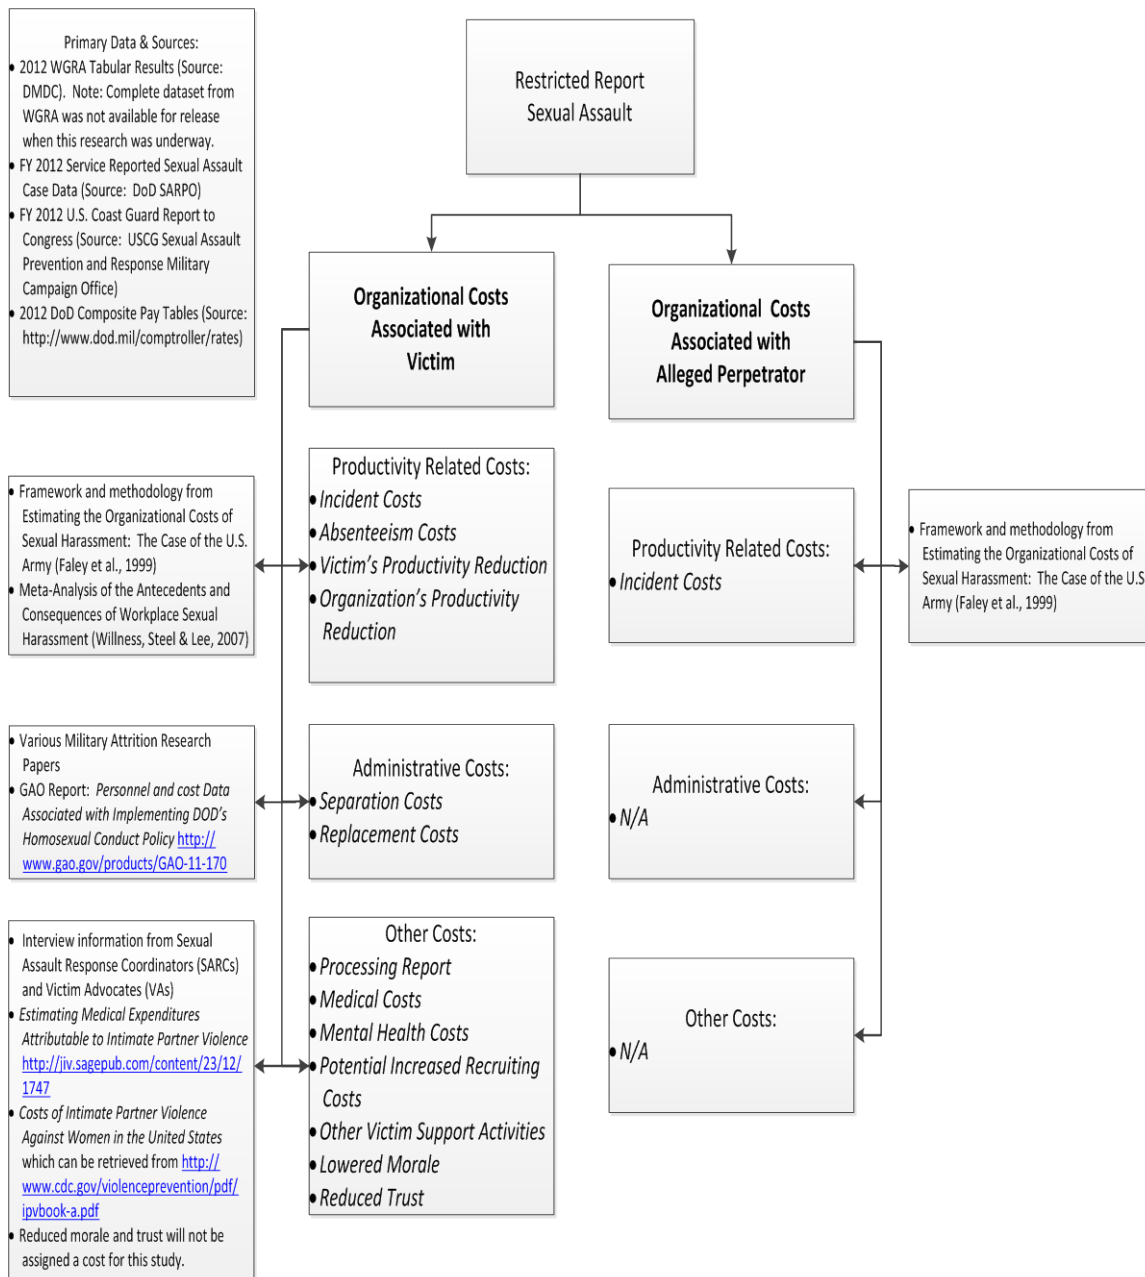 Primary Data & Sources:
• 2012 WGRA Tabular Results (Source:
DMDC). Note: Complete dataset from
WGRA was not available for release
when this research was underway.
• FY 2012 Service Reported Sexual Assault
Case Data (Source: DoD SARPO)
• FY 2012 U.S. Coast Guard Report to
Congress (Source: USCG Sexual Assault
Prevention and Response Military
Campaign Office)
• 2012 DoD Composite Pay Tables (Source:
http://www.dod.mil/comptroller/rates)
Restricted Report
Sexual Assault
Organizational Costs
Associated with
Victim
Organizational Costs
Associated with
Alleged Perpetrator
• Framework and methodology from
Estimating the Organizational Costs of
Sexual Harassment: The Case of the U.S.
Army (Faley et al., 1999)
• Meta-Analysis of the Antecedents and
Consequences of Workplace Sexual
Harassment (Willness, Steel & Lee, 2007)
Productivity Related Costs:
• Incident Costs
• Absenteeism Costs
• Victim's Productivity Reduction
• Organization's Productivity
Reduction
Productivity Related Costs:
• Incident Costs
• Framework and methodology from
Estimating the Organizational Costs of
Sexual Harassment: The Case of the U.S
Army (Faley et al., 1999)
• Various Military Attrition Research
Papers
• GAO Report: Personnel and cost Data
Associated with Implementing DOD's
Homosexual Conduct Policy http://
www.gao.gov/products/GAO-11-170
Administrative Costs:
• Separation Costs
• Replacement Costs
Administrative Costs:
• N/A
• Interview information from Sexual
Assault Response Coordinators (SARCs)
and Victim Advocates (VAs)
• Estimating Medical Expenditures
Attributable to Intimate Partner Violence
http://jiv.sagepub.com/content/23/12/
1747
• Costs of Intimate Partner Violence
Against Women in the United States
which can be retrieved from http://
www.cdc.gov/violenceprevention/pdf/
ipvbook-a.pdf
• Reduced morale and trust will not be
assigned a cost for this study.
Other Costs:
• Processing Report
• Medical Costs
• Mental Health Costs
• Potential Increased Recruiting
Costs
• Other Victim Support Activities
• Lowered Morale
• Reduced Trust
Other Costs:
• N/A